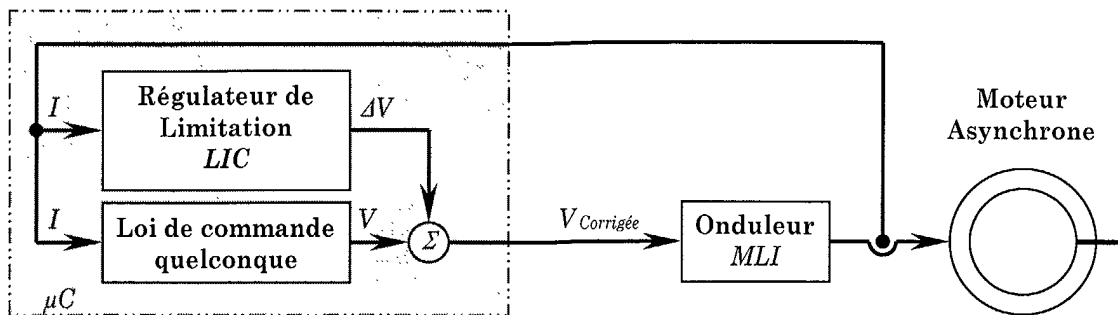 I
Régulateur de
Limitation
LIC
ΔV
I
Loi de commande
quelconque
V
Σ
μC
V Corrigée
Onduleur
MLI
Moteur
Asynchrone